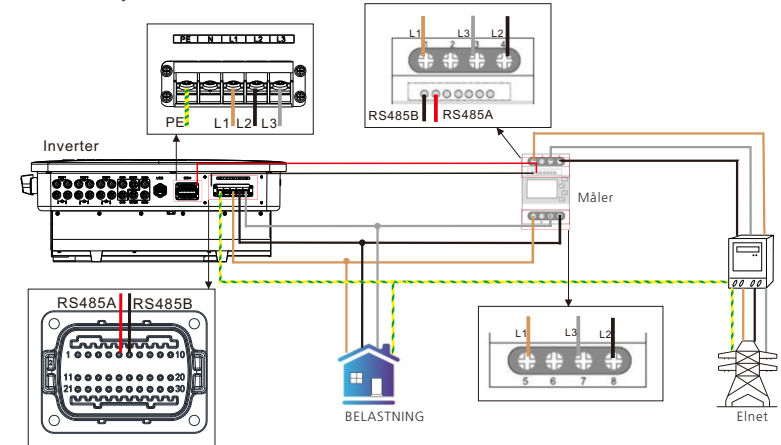 PE N L1 L2 L3
PE L1 L2 L3
L1 L3 L2
1 2 3 4
RS485B RS485A
Inverter
COM
Måler
RS485A RS485B
1 10
11 20
21 30
BELASTNING
L1 L3 L2
5 6 7 8
Elnet